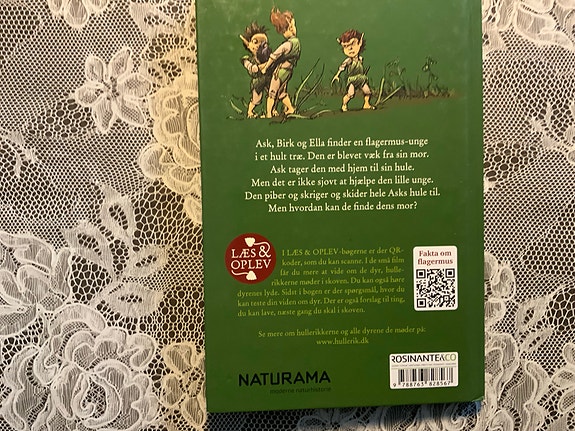 Ask, Birk og Ella finder en flagermus-unge
i et hult træ. Den er blevet væk fra sin mor.
Ask tager den med hjem til sin hule.
Men det er ikke sjovt at hjælpe den lille unge.
Den piber og skriger og skider hele Asks hule til.
Men hvordan kan de finde dens mor?
LÆS &
OPLEV
I LÆS & OPLEV-bøgerne er der QR-
koder, som du kan scanne. I de små film
får du mere at vide om de dyr, hulle-
rikkerne møder i skoven. Du kan også høre
dyrenes lyde. Sidst i bogen er der spørgsmål, hvor du
kan teste din viden om dyr. Der er også forslag til ting,
du kan lave, næste gang du skal i skoven.
Fakta om
flagermus
Se mere om hullerikkerne og alle dyrene de møder på:
www.hullerik.dk
NATURAMA
moderne naturhistorie
ROSINANTE&CO
9 788763 828567